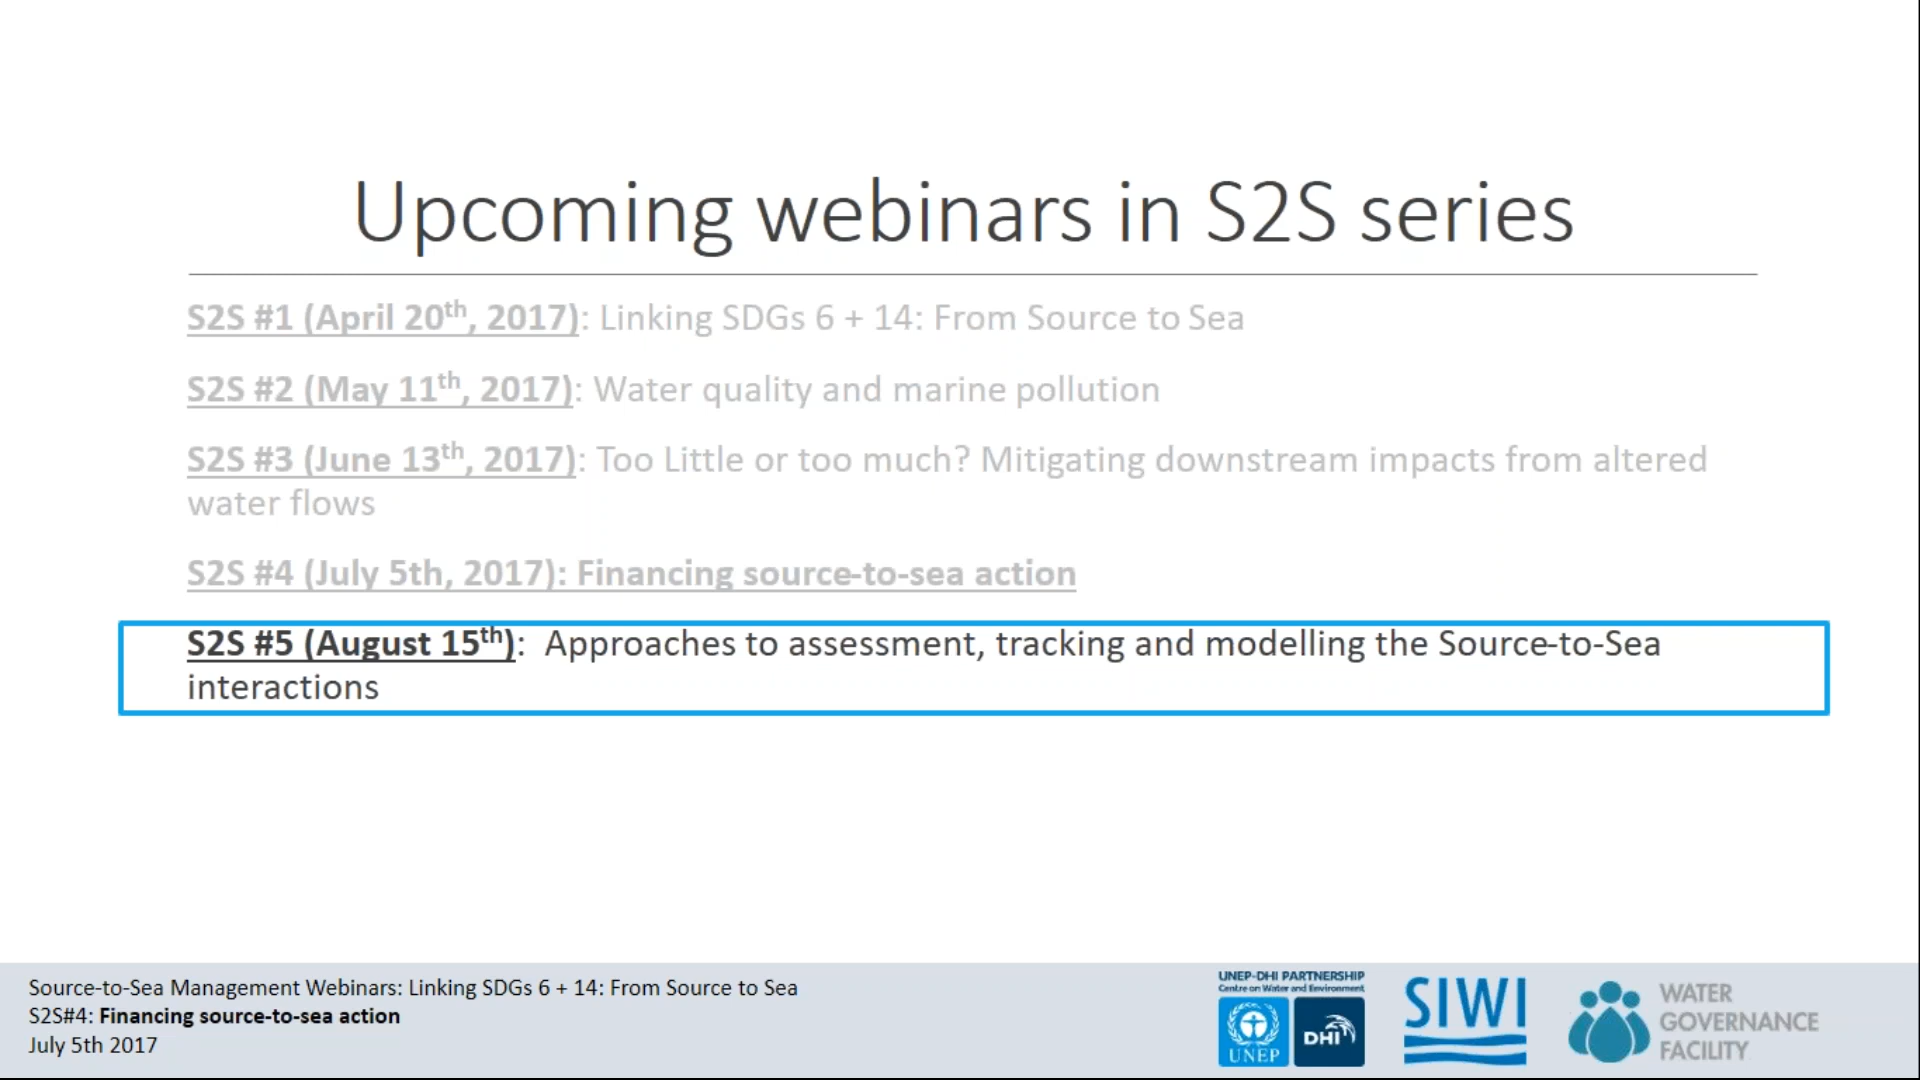 Upcoming webinars in S2S series
S2S #1 (April 20th, 2017): Linking SDGs 6 + 14: From Source to Sea
S2S #2 (May 11th, 2017): Water quality and marine pollution
S2S #3 (June 13th, 2017): Too Little or too much? Mitigating downstream impacts from altered
water flows
S2S #4 (July 5th, 2017): Financing source-to-sea action
S2S #5 (August 15th): Approaches to assessment, tracking and modelling the Source-to-Sea
interactions
Source-to-Sea Management Webinars: Linking SDGs 6 + 14: From Source to Sea
S2S#4: Financing source-to-sea action
July 5th 2017
UNEP-DHI PARTNERSHIP
Centre on Water and Environment
UNEP
DHI
SIWI
WATER
GOVERNANCE
FACILITY